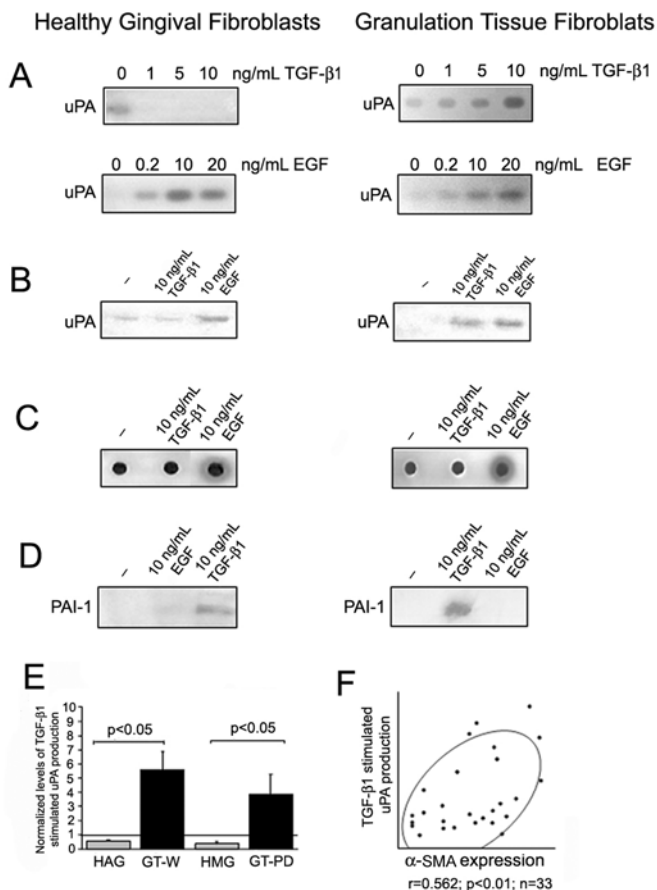 Healthy Gingival Fibroblasts Granulation Tissue Fibroblats
A
0 1 5 10 ng/mL TGF-β1
uPA
0 1 5 10 ng/mL TGF-β1
uPA
0 0.2 10 20 ng/mL EGF
uPA
0 0.2 10 20 ng/mL EGF
uPA
B
– 10 ng/mL TGF-β1 10 ng/mL EGF
uPA
– 10 ng/mL TGF-β1 10 ng/mL EGF
uPA
C
– 10 ng/mL TGF-β1 10 ng/mL EGF
– 10 ng/mL TGF-β1 10 ng/mL EGF
D
– 10 ng/mL EGF 10 ng/mL TGF-β1
PAI-1
– 10 ng/mL TGF-β1 10 ng/mL EGF
PAI-1
E
Normalized levels of TGF-β1
stimulated uPA production
10
9
8
7
6
5
4
3
2
1
0
p<0.05 p<0.05
HAG GT-W HMG GT-PD
F
TGF-β1 stimulated
uPA production
α-SMA expression
r=0.562; p<0.01; n=33